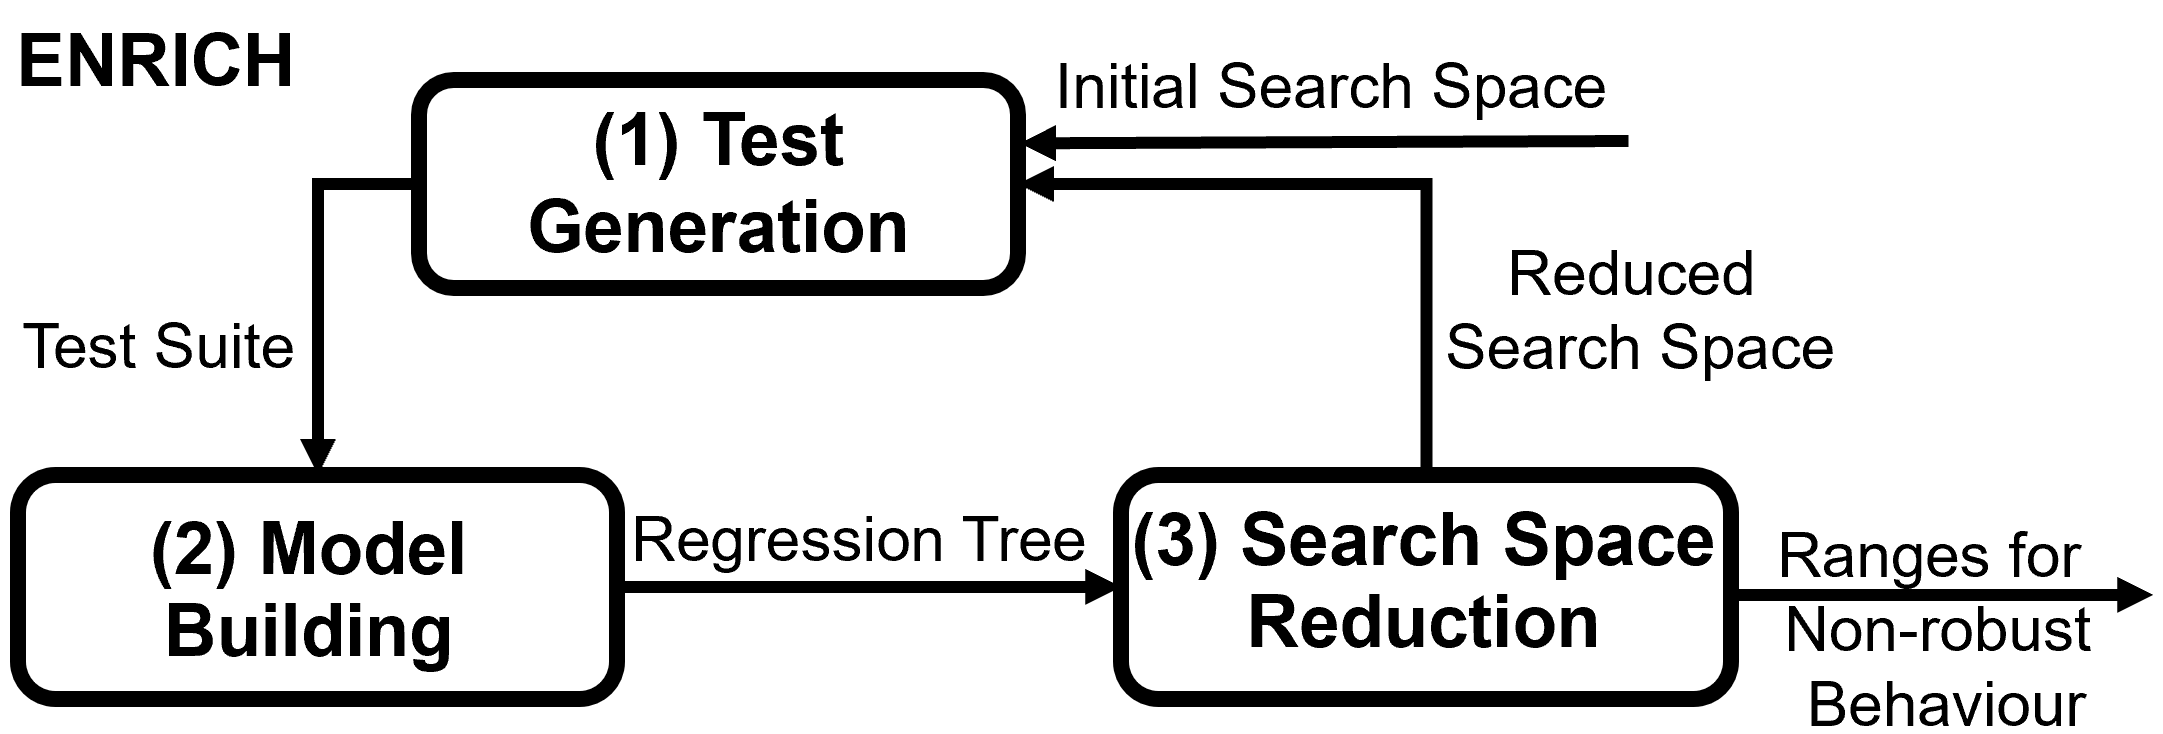 ENRICH
Initial Search Space
(1) Test
Generation
Reduced
Search Space
Test Suite
(2) Model
Building
Regression Tree
(3) Search Space
Reduction
Ranges for
Non-robust
Behaviour